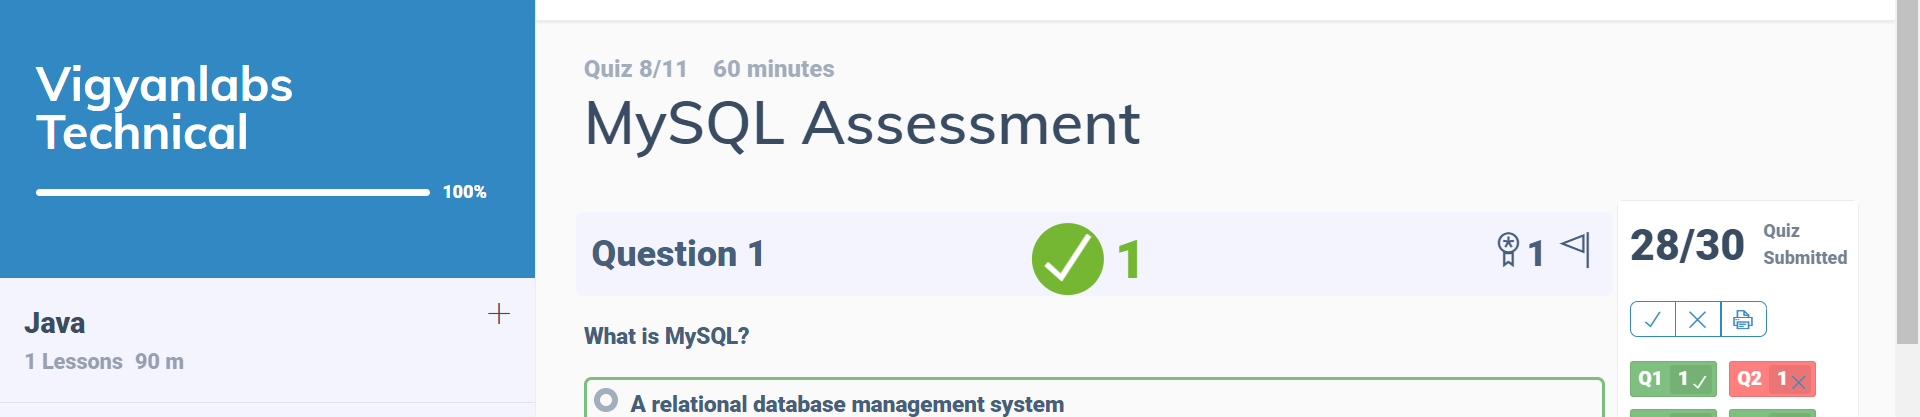 Vigyanlabs
Technical
100%
Java
1 Lessons 90 m
Quiz 8/11 60 minutes
MySQL Assessment
Question 1
1
1
What is MySQL?
A relational database management system
28/30
Quiz
Submitted
Q1 1
Q2 1